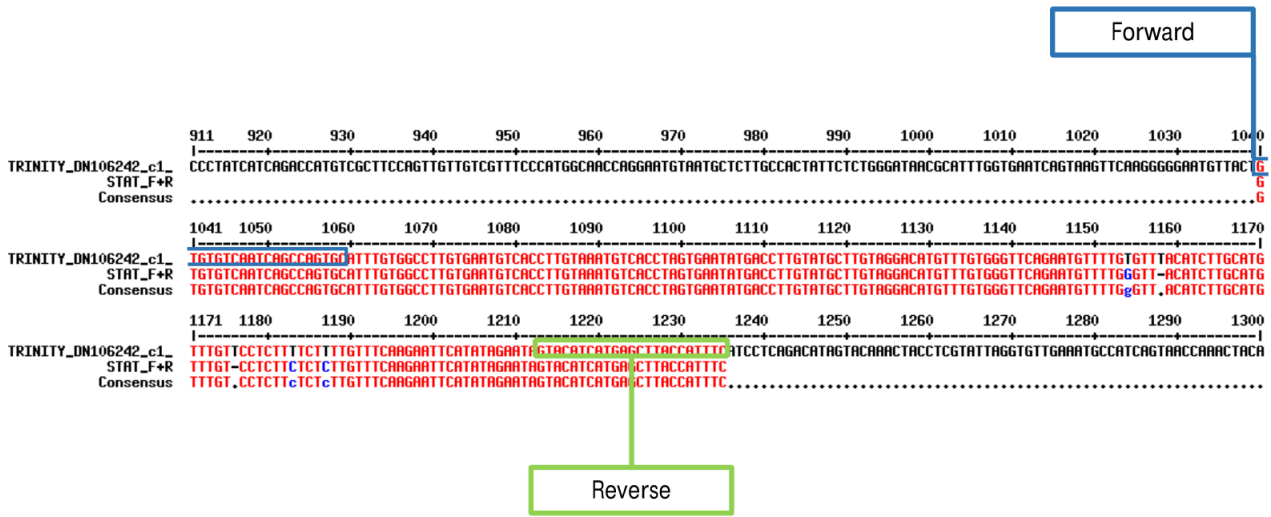 Forward
911 920 930 940 950 960 970 980 990 1000 1010 1020 1030 1040
|--------+---------+---------+---------+---------+---------+---------+---------+---------+---------+---------+---------+---------|
TRINITY_DN106242_c1_ CCCTATCATCAGACCATGTCGCTTCCAGTTGTTGTCGTTTCCCATGGCAACCAGGAATGTAATGCTCTTGCCACTATTCTCTGGGATAACGCATTTGGTGAATCAGTAAGTTCAAGGGGGAATGTTACTG
STAT_F+R G
Consensus .................................................................................................................................G
1041 1050 1060 1070 1080 1090 1100 1110 1120 1130 1140 1150 1160 1170
|--------+---------+---------+---------+---------+---------+---------+---------+---------+---------+---------+---------+---------|
TRINITY_DN106242_c1_ TGTGTCAATCAGCCAGTGCATTTGTGGCCTTGTGAATGTCACCTTGTAAATGTCACCTAGTGAATATGACCTTGTATGCTTGTAGGACATGTTTGTGGGTTCAGAATGTTTTGTGTTTACATCTTGCATG
STAT_F+R TGTGTCAATCAGCCAGTGCATTTGTGGCCTTGTGAATGTCACCTTGTAAATGTCACCTAGTGAATATGACCTTGTATGCTTGTAGGACATGTTTGTGGGTTCAGAATGTTTTGGGTT-ACATCTTGCATG
Consensus TGTGTCAATCAGCCAGTGCATTTGTGGCCTTGTGAATGTCACCTTGTAAATGTCACCTAGTGAATATGACCTTGTATGCTTGTAGGACATGTTTGTGGGTTCAGAATGTTTTGgGTT.ACATCTTGCATG
1171 1180 1190 1200 1210 1220 1230 1240 1250 1260 1270 1280 1290 1300
|--------+---------+---------+---------+---------+---------+---------+---------+---------+---------+---------+---------+---------|
TRINITY_DN106242_c1_ TTTGTTCCTCTTTTCTTTTGTTTCAAGAATTCATATAGAATAGTACATCATGAGCTTACCATTTCATCCTCAGACATAGTACAAACTACCTCGTATTAGGTGTTGAAATGCCATCAGTAACCAAACTACA
STAT_F+R TTTGT-CCTCTTCTCTCTTGTTTCAAGAATTCATATAGAATAGTACATCATGAGCTTACCATTTC
Consensus TTTGT.CCTCTTcTCTcTTGTTTCAAGAATTCATATAGAATAGTACATCATGAGCTTACCATTTC.................................................................
Reverse